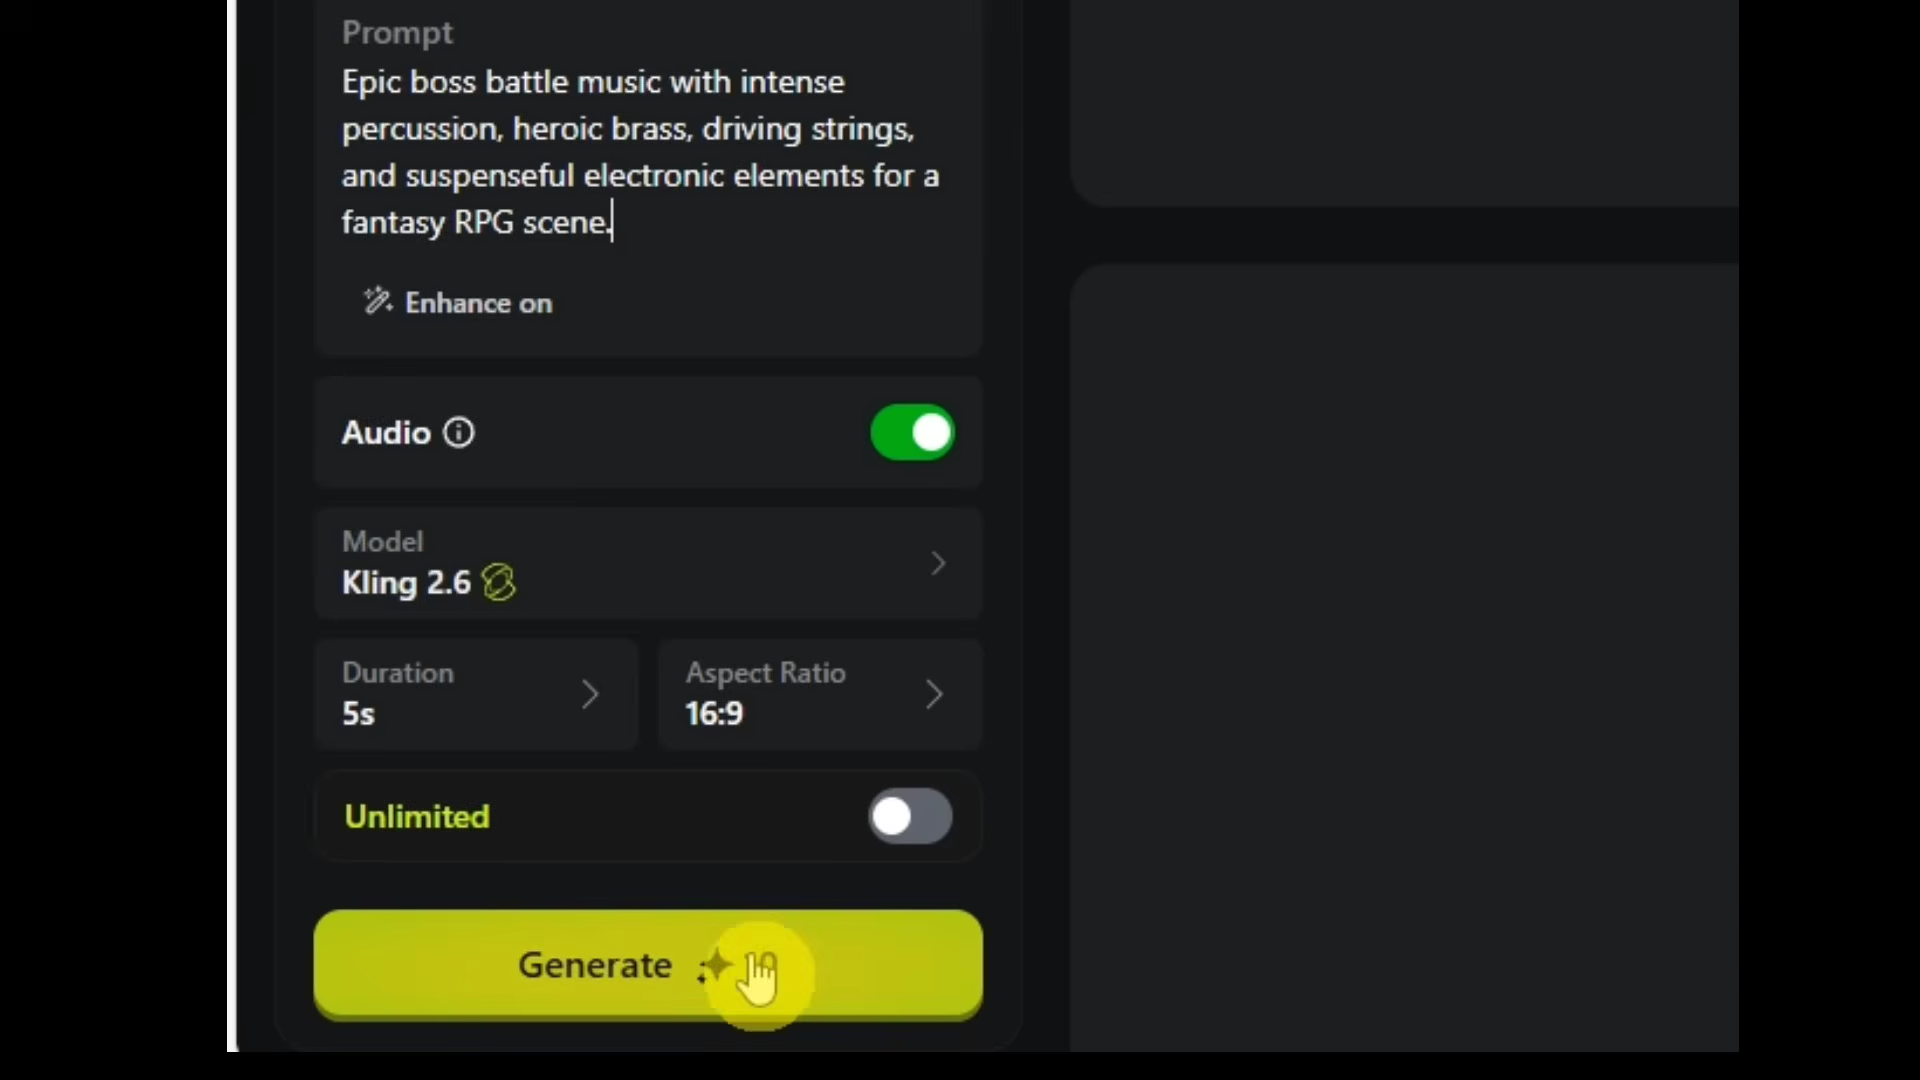 Prompt
Epic boss battle music with intense
percussion, heroic brass, driving strings,
and suspenseful electronic elements for a
fantasy RPG scene.
Enhance on
Audio
Model
Kling 2.6
Duration
5s
Aspect Ratio
16:9
Unlimited
Generate